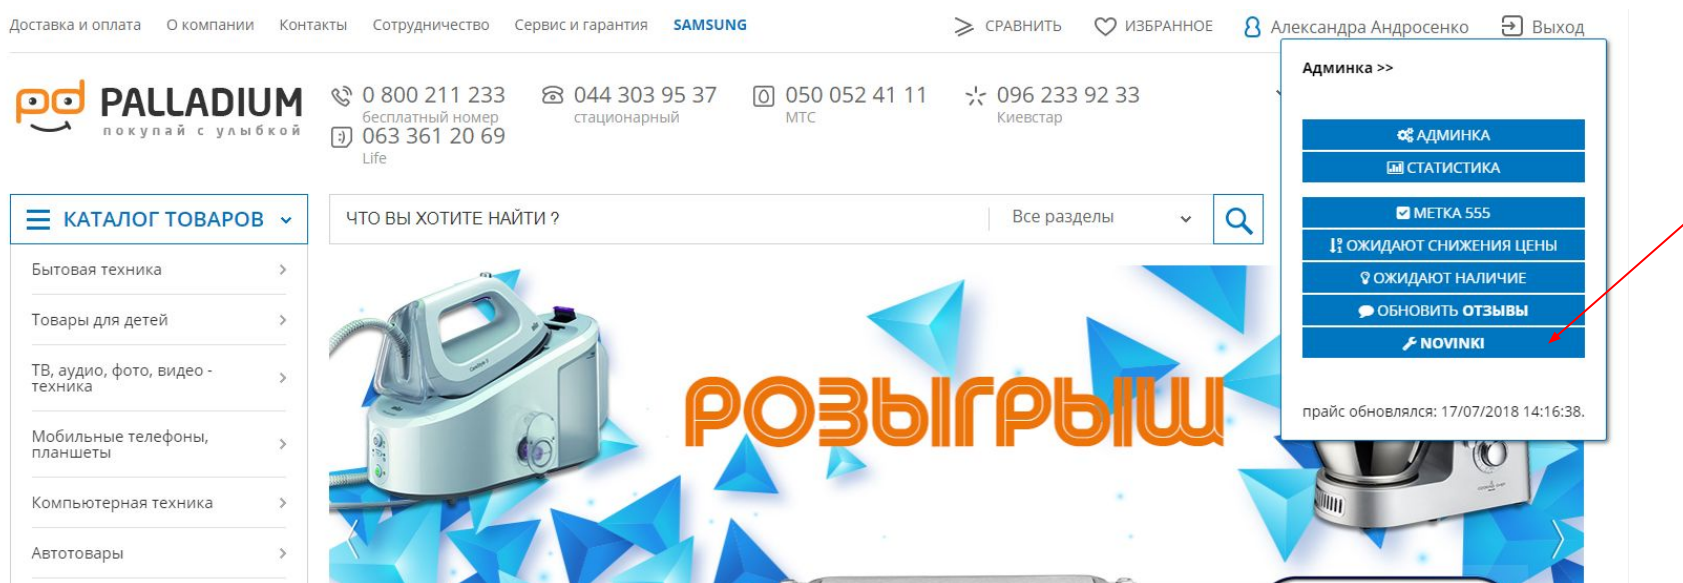 Доставка и оплата О компании Контакты Сотрудничество Сервис и гарантия SAMSUNG СРАВНИТЬ ИЗБРАННОЕ Александра Андросенко Выход
pd PALLADIUM
покупай с улыбкой
0 800 211 233 044 303 95 37 050 052 41 11 096 233 92 33
бесплатный номер стационарный МТС Киевстар
063 361 20 69
Life
Админка >>
АДМИНКА
СТАТИСТИКА
МЕТКА 555
ОЖИДАЮТ СНИЖЕНИЯ ЦЕНЫ
ОЖИДАЮТ НАЛИЧИЕ
ОБНОВИТЬ ОТЗЫВЫ
NOVINKI
прайс обновлялся: 17/07/2018 14:16:38.
КАТАЛОГ ТОВАРОВ ЧТО ВЫ ХОТИТЕ НАЙТИ ? Все разделы
Бытовая техника
Товары для детей
ТВ, аудио, фото, видео -
техника
Мобильные телефоны,
планшеты
Компьютерная техника
Автотовары
РОЗЫГРЫШ